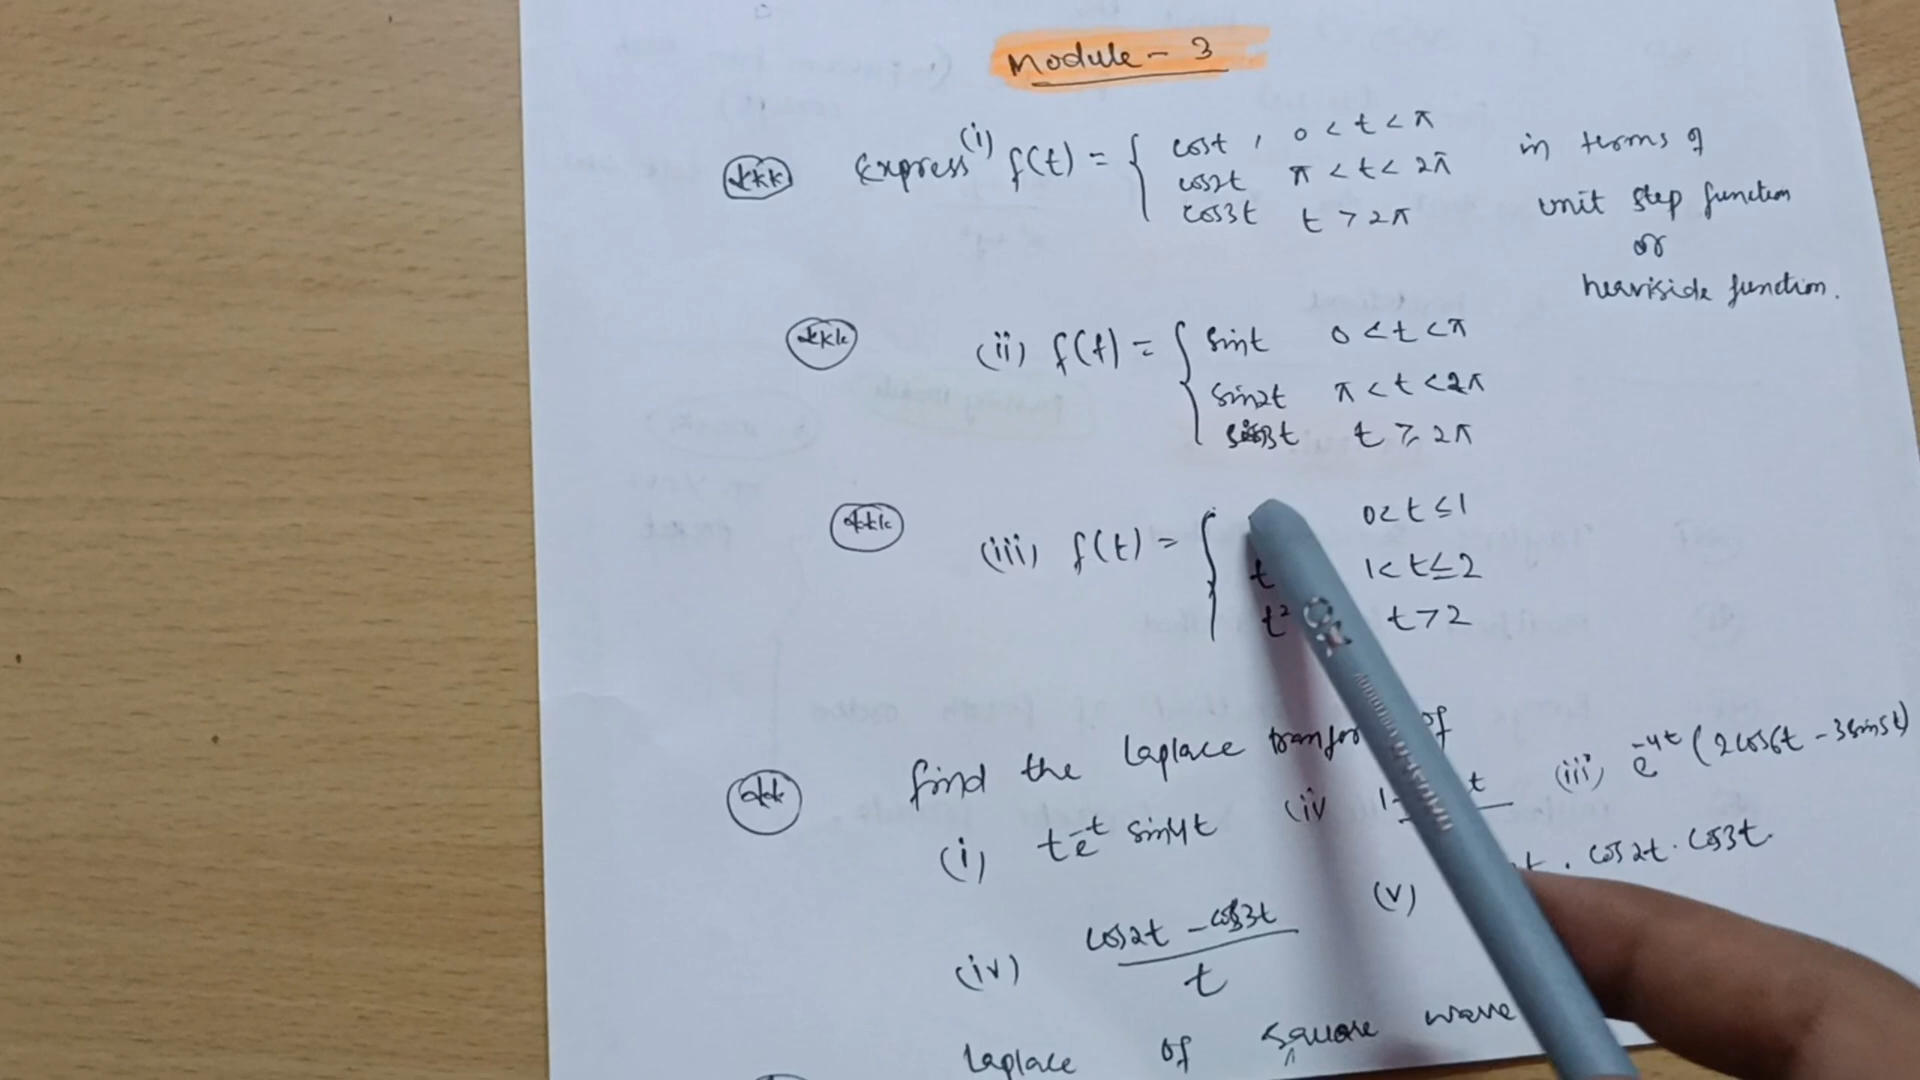 Module - 3
Express (i) f(t) = { cost , 0 < t < π in terms of
cos2t π < t < 2π unit step function
cos3t t > 2π or
heaviside function.
(ii) f(t) = { sint 0 < t < π
sin2t π < t < 2π
sin3t t ≥ 2π
(iii) f(t) = { 0 < t ≤ 1
t 1 < t ≤ 2
t² t > 2
find the Laplace of
(i) te^-t sin4t (iii) e^-4t (2cos6t - 3sin5t)
(iv) cos2t - cos3t / t (v) . cos2t . cos3t.
Laplace of square wave